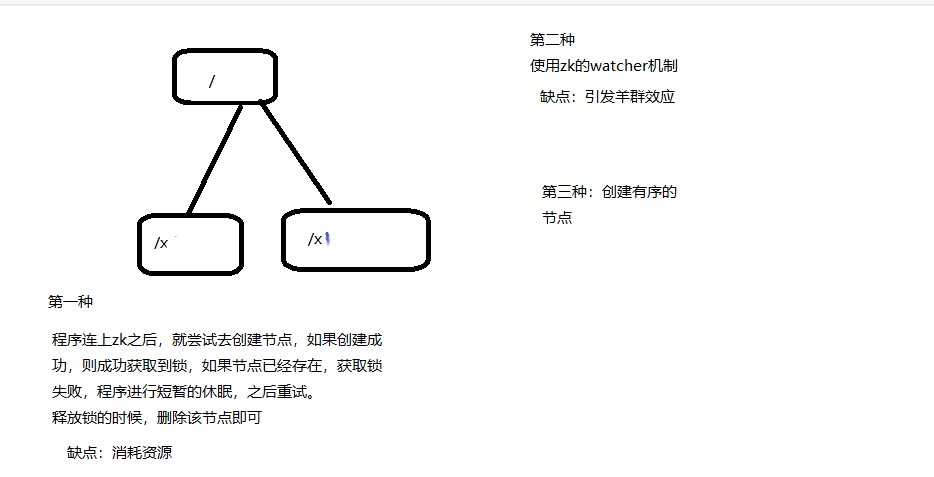 /
/x
/x
第一种
程序连上zk之后，就尝试去创建节点，如果创建成
功，则成功获取到锁，如果节点已经存在，获取锁
失败，程序进行短暂的休眠，之后重试。
释放锁的时候，删除该节点即可
缺点：消耗资源
第二种
使用zk的watcher机制
缺点：引发羊群效应
第三种：创建有序的
节点